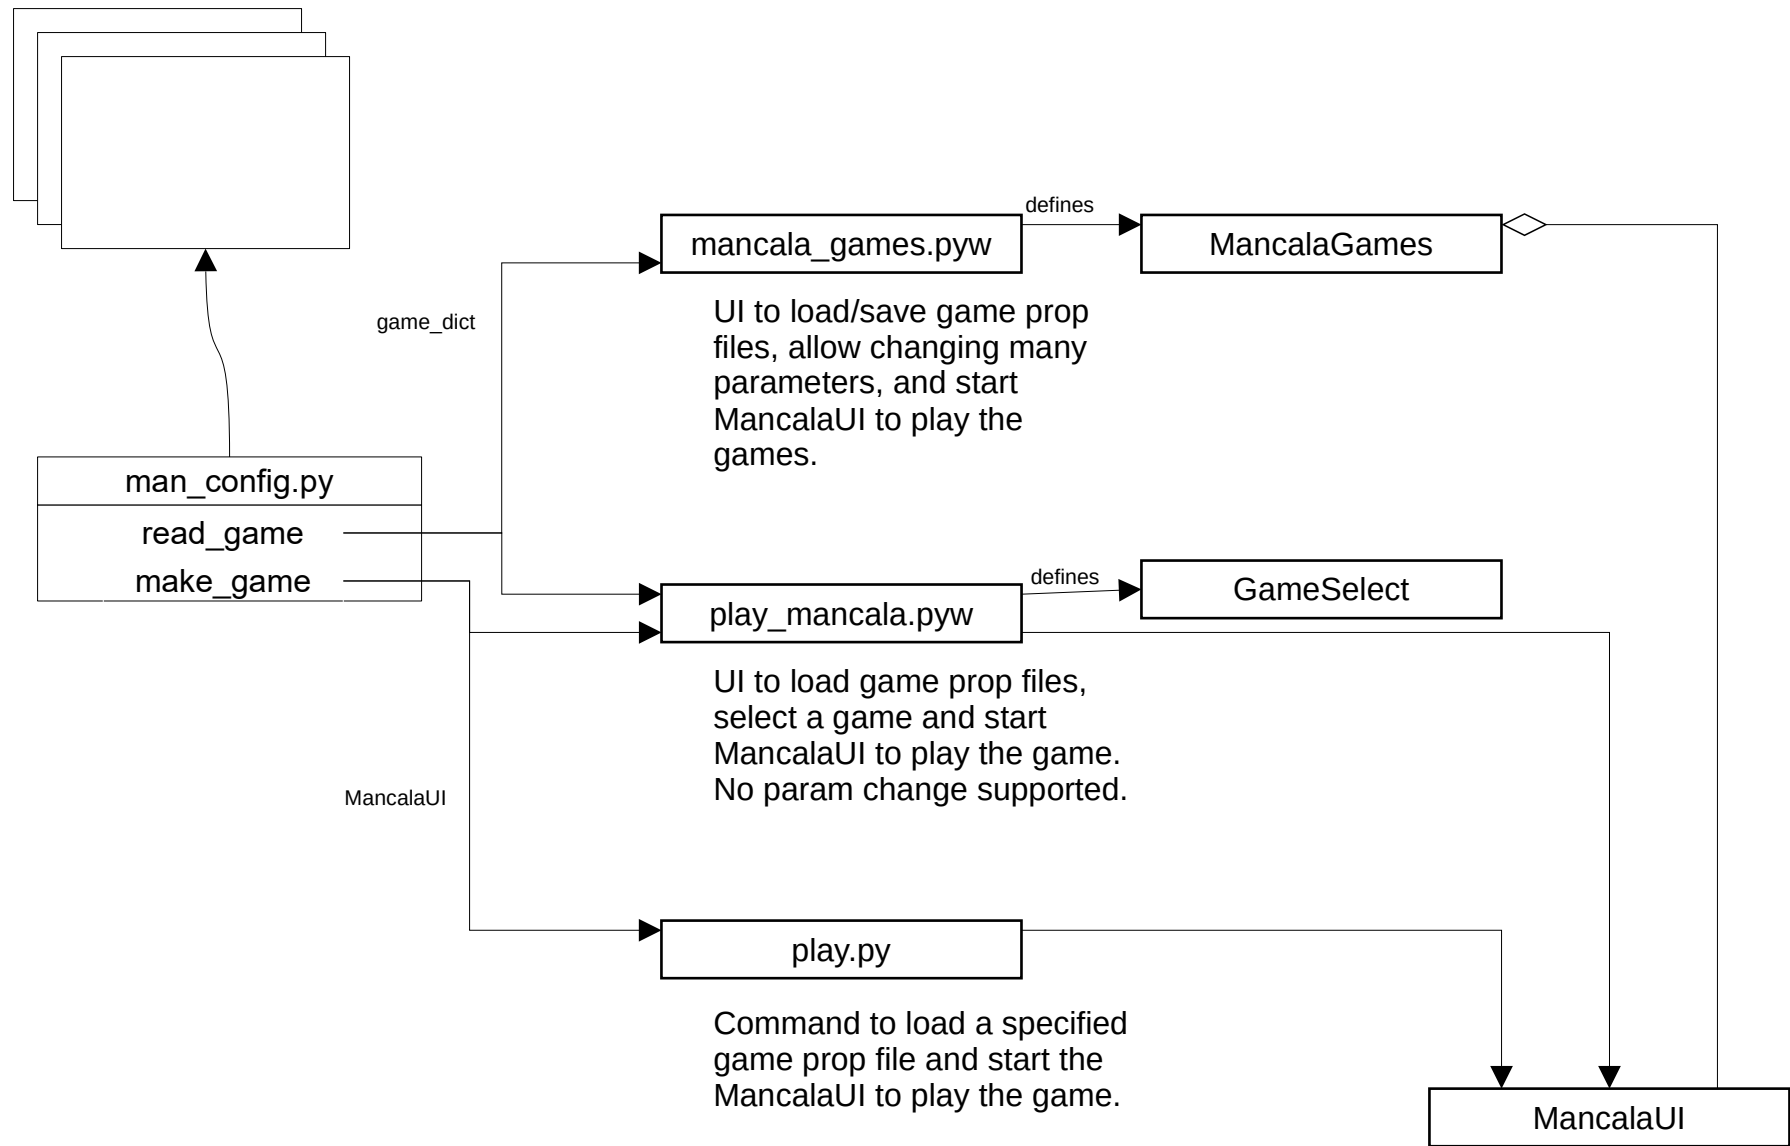 defines
mancala_games.pyw
MancalaGames
UI to load/save game prop
files, allow changing many
parameters, and start
MancalaUI to play the
games.
game_dict
man_config.py
read_game
make_game
defines
GameSelect
play_mancala.pyw
UI to load game prop files,
select a game and start
MancalaUI to play the game.
No param change supported.
MancalaUI
play.py
Command to load a specified
game prop file and start the
MancalaUI to play the game.
MancalaUI